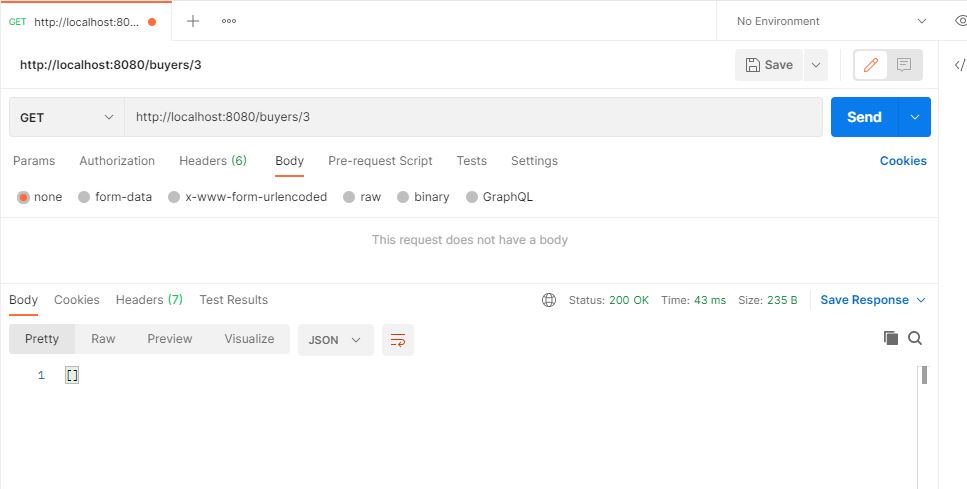 GET http://localhost:80...
No Environment
http://localhost:8080/buyers/3
Save
GET http://localhost:8080/buyers/3 Send
Params Authorization Headers (6) Body Pre-request Script Tests Settings Cookies
none form-data x-www-form-urlencoded raw binary GraphQL
This request does not have a body
Body Cookies Headers (7) Test Results Status: 200 OK Time: 43 ms Size: 235 B Save Response
Pretty Raw Preview Visualize JSON
1 []